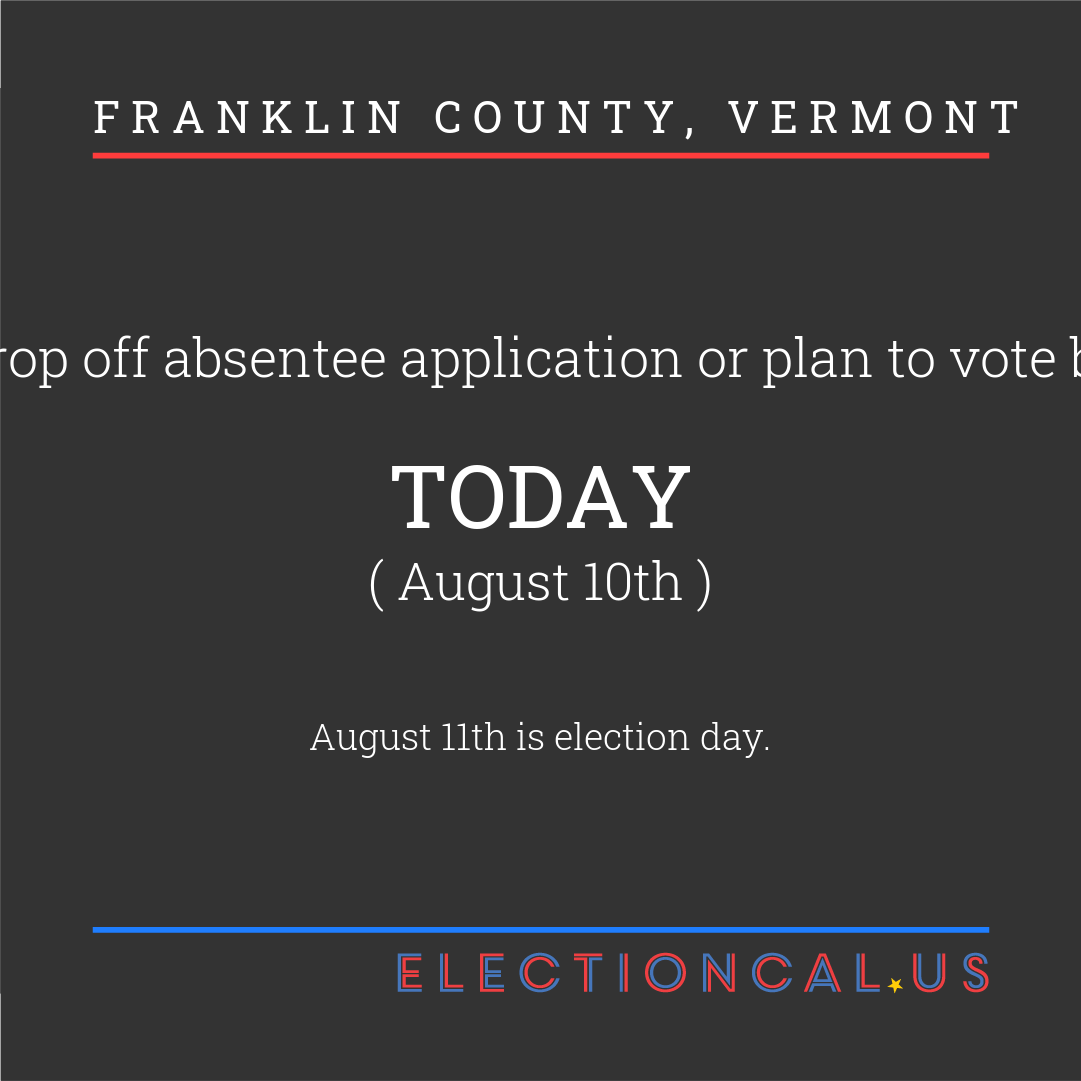 FRANKLIN COUNTY, VERMONT
rop off absentee application or plan to vote b
TODAY
( August 10th )
August 11th is election day.
ELECTIONCAL.US